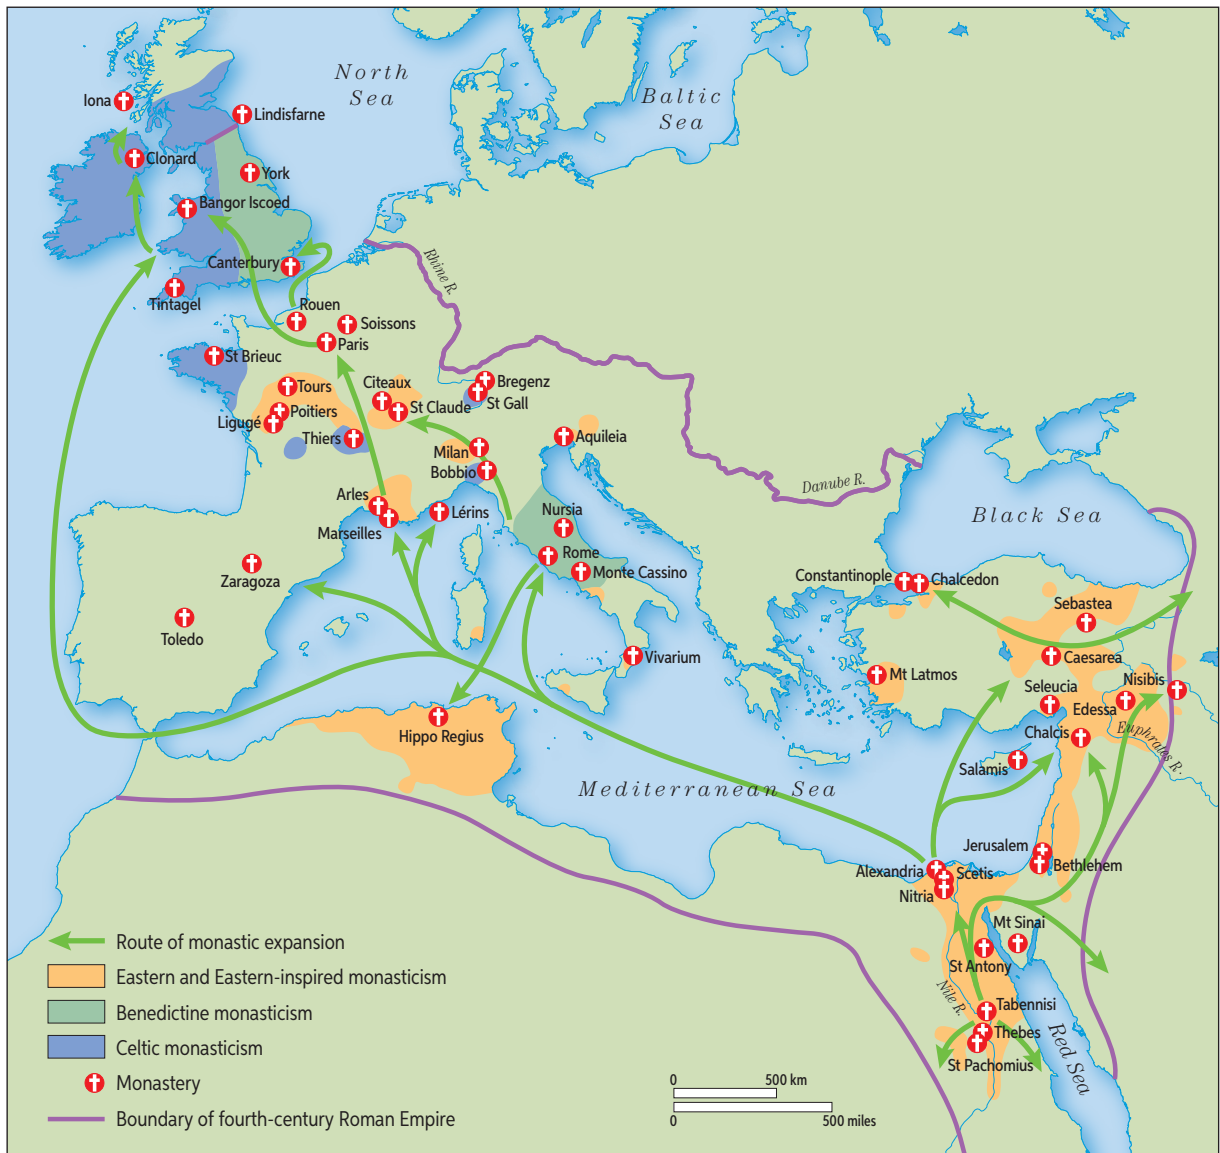 North
Sea
Baltic
Sea
Iona
Lindisfarne
Clonard
York
Bangor Iscoed
Canterbury
Tintagel
Rhine R.
Rouen
Soissons
Paris
St Brieuc
Tours
Citeaux
Bregenz
St Gall
Poitiers
St Claude
Ligugé
Thiers
Milan
Aquileia
Bobbio
Danube R.
Arles
Lérins
Nursia
Marseilles
Black Sea
Rome
Zaragoza
Monte Cassino
Constantinople
Chalcedon
Sebastea
Toledo
Vivarium
Caesarea
Mt Latmos
Seleucia
Nisibis
Edessa
Hippo Regius
Chalcis
Euphrates R.
Salamis
Mediterranean Sea
Jerusalem
Alexandria
Scetis
Bethlehem
Nitria
Mt Sinai
St Antony
Nile R.
Tabennisi
Thebes
St Pachomius
Red Sea
Route of monastic expansion
Eastern and Eastern-inspired monasticism
Benedictine monasticism
Celtic monasticism
Monastery
Boundary of fourth-century Roman Empire
0 500 km
0 500 miles